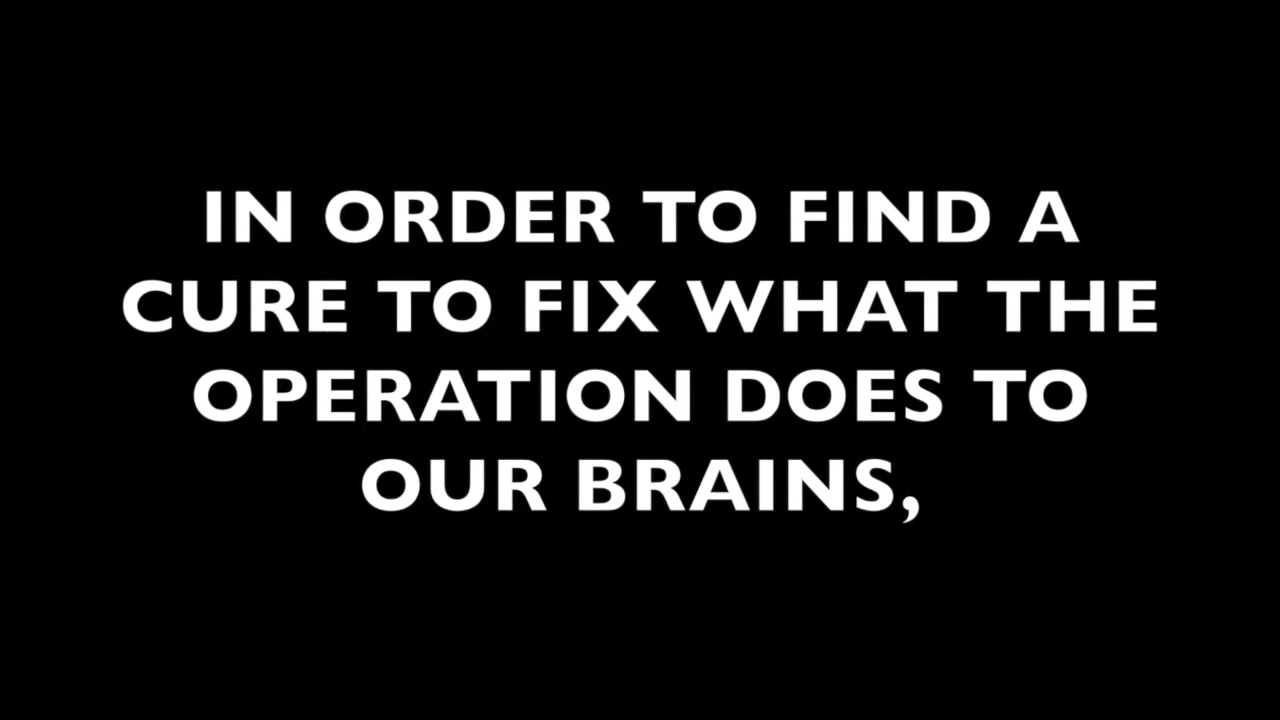 IN ORDER TO FIND A
CURE TO FIX WHAT THE
OPERATION DOES TO
OUR BRAINS,